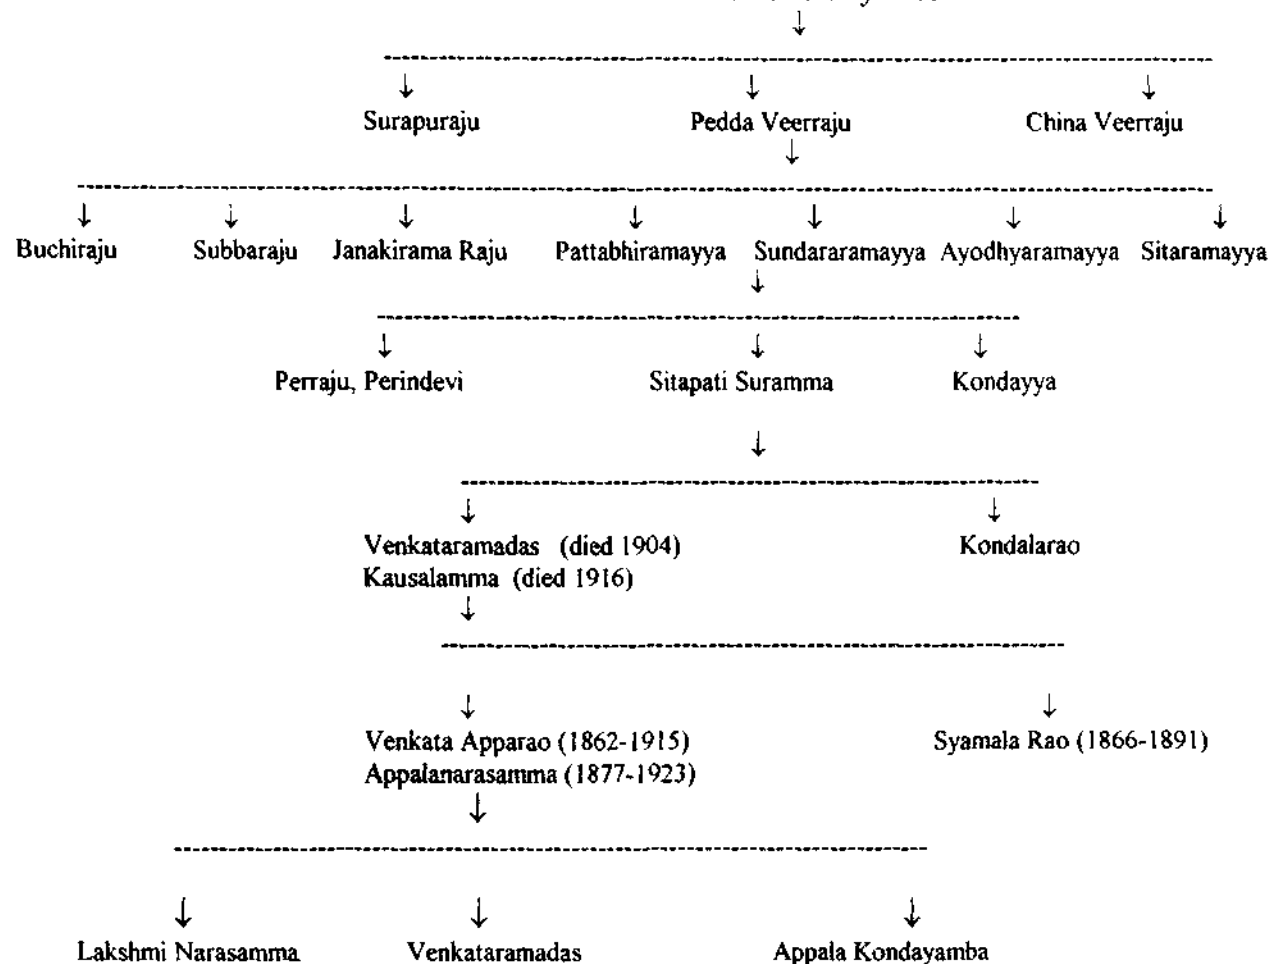 Surapuraju Pedda Veerraju China Veerraju
Buchiraju Subbaraju Janakirama Raju Pattabhiramayya Sundararamayya Ayodhyaramayya Sitaramayya
Perraju, Perindevi Sitapati Suramma Kondayya
Venkataramadas (died 1904) Kondalarao
Kausalamma (died 1916)
Venkata Apparao (1862-1915) Syamala Rao (1866-1891)
Appalanarasamma (1877-1923)
Lakshmi Narasamma Venkataramadas Appala Kondayamba